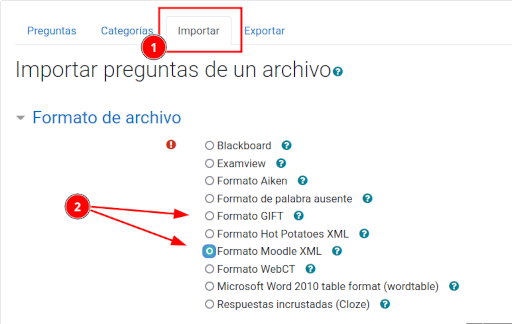 Preguntas Categorías Importar Exportar
1
Importar preguntas de un archivo
Formato de archivo
Blackboard
Examview
Formato Aiken
Formato de palabra ausente
2
Formato GIFT
Formato Hot Potatoes XML
Formato Moodle XML
Formato WebCT
Microsoft Word 2010 table format (wordtable)
Respuestas incrustadas (Cloze)